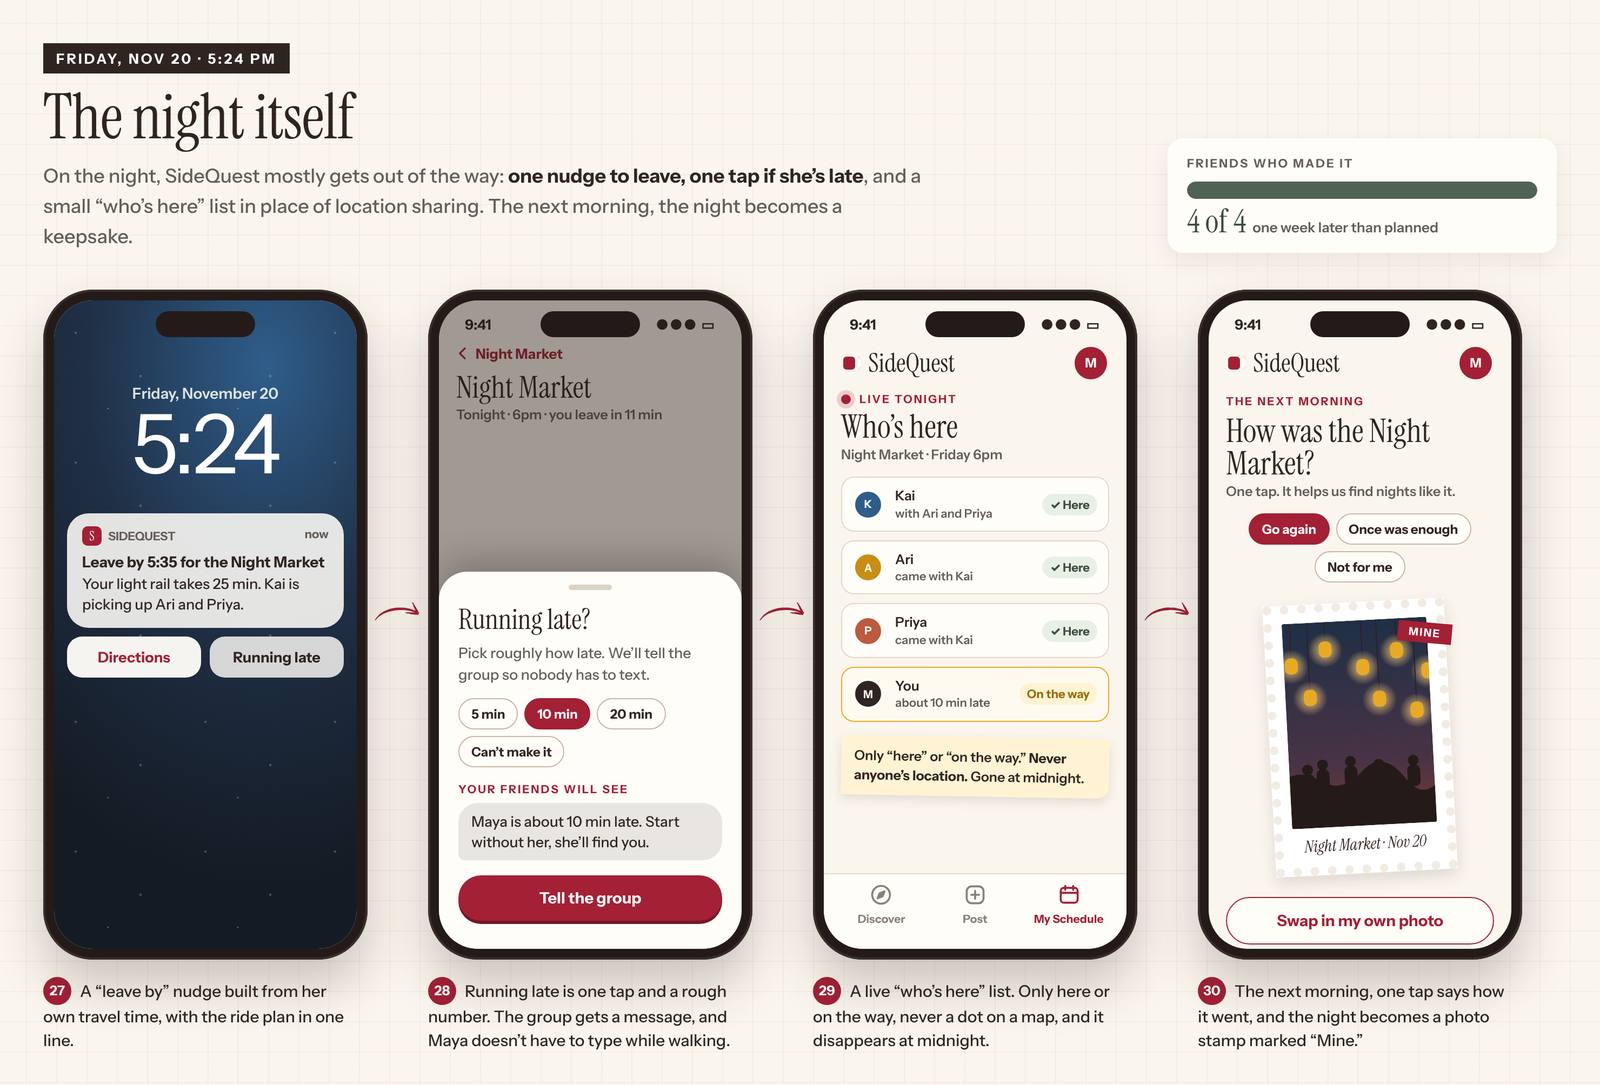 FRIDAY, NOV 20 · 5:24 PM
The night itself
On the night, SideQuest mostly gets out of the way: one nudge to leave, one tap if she’s late, and a
small “who’s here” list in place of location sharing. The next morning, the night becomes a
keepsake.
FRIENDS WHO MADE IT
4 of 4 one week later than planned
Friday, November 20
5:24
S SIDEQUEST now
Leave by 5:35 for the Night Market
Your light rail takes 25 min. Kai is
picking up Ari and Priya.
Directions Running late
27 A “leave by” nudge built from her
own travel time, with the ride plan in one
line.
9:41
Night Market
Night Market
Tonight · 6pm · you leave in 11 min
Running late?
Pick roughly how late. We’ll tell the
group so nobody has to text.
5 min 10 min 20 min
Can’t make it
YOUR FRIENDS WILL SEE
Maya is about 10 min late. Start
without her, she’ll find you.
Tell the group
28 Running late is one tap and a rough
number. The group gets a message, and
Maya doesn’t have to type while walking.
9:41
SideQuest M
LIVE TONIGHT
Who’s here
Night Market · Friday 6pm
K Kai
with Ari and Priya
✓ Here
A Ari
came with Kai
✓ Here
P Priya
came with Kai
✓ Here
M You
about 10 min late
On the way
Only “here” or “on the way.” Never
anyone’s location. Gone at midnight.
Discover Post My Schedule
29 A live “who’s here” list. Only here or
on the way, never a dot on a map, and it
disappears at midnight.
9:41
SideQuest M
THE NEXT MORNING
How was the Night
Market?
One tap. It helps us find nights like it.
Go again Once was enough
Not for me
MINE
Night Market · Nov 20
Swap in my own photo
30 The next morning, one tap says how
it went, and the night becomes a photo
stamp marked “Mine.”